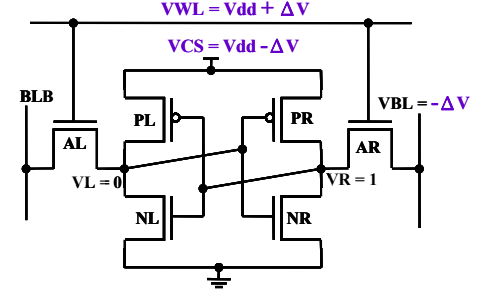 VWL = Vdd + ΔV
VCS = Vdd - ΔV
BLB
VBL = -ΔV
PL
PR
AL
AR
VL = 0
VR = 1
NL
NR